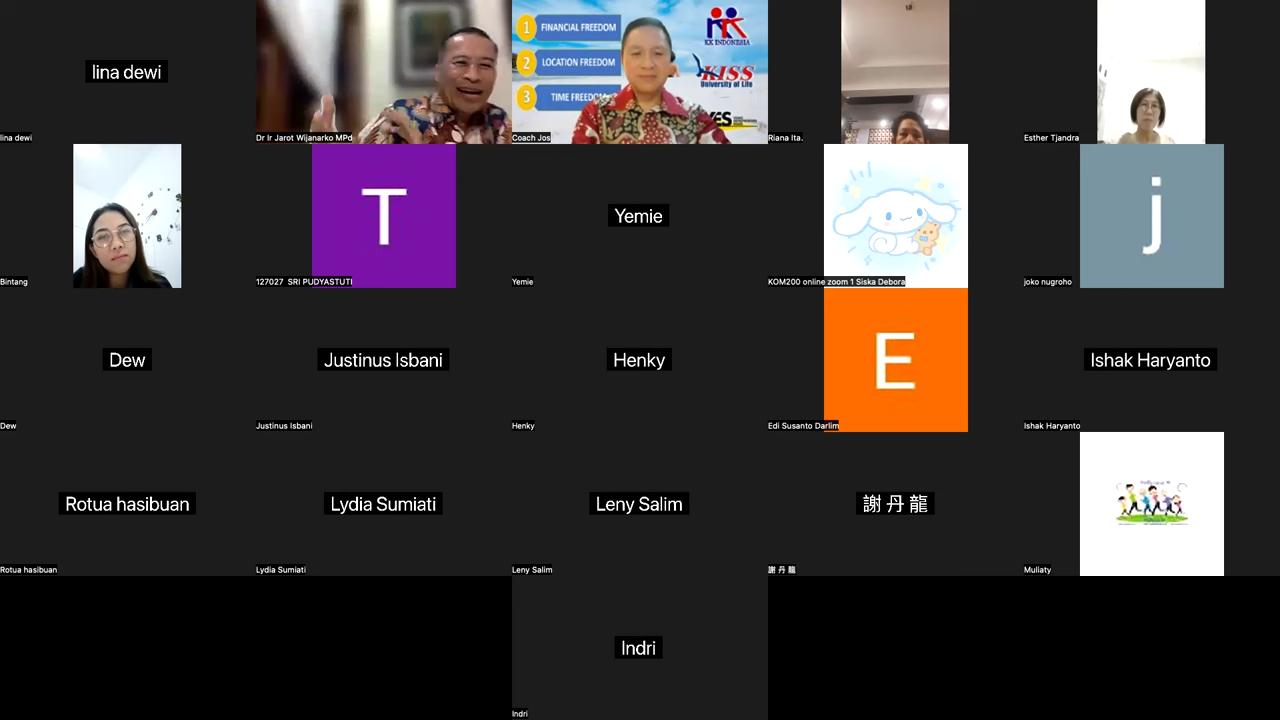 lina dewi
lina dewi
Dr Ir Jarot Wijanarko MPd
1 FINANCIAL FREEDOM
2 LOCATION FREEDOM
3 TIME FREEDOM
KK INDONESIA
KISS
University of Life
YES
Coach Jos
Riana Ita.
Esther Tjandra
Bintang
T
127027 SRI PUDYASTUTI
Yemie
Yemie
KOM200 online zoom 1 Siska Debora
j
joko nugroho
Dew
Dew
Justinus Isbani
Justinus Isbani
Henky
Henky
E
Edi Susanto Darlim
Ishak Haryanto
Ishak Haryanto
Rotua hasibuan
Rotua hasibuan
Lydia Sumiati
Lydia Sumiati
Leny Salim
Leny Salim
謝 丹 龍
謝 丹 龍
Muliaty
Indri
Indri